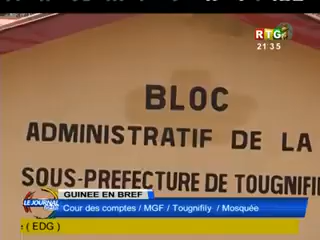 RTG
21:35
BLOC
ADMINISTRATIF DE LA
SOUS-PREFECTURE DE TOUGNIFI
GUINEE EN BREF
LE JOURNAL
Cour des comptes / MGF / Tougnifily / Mosquée
e ( EDG )